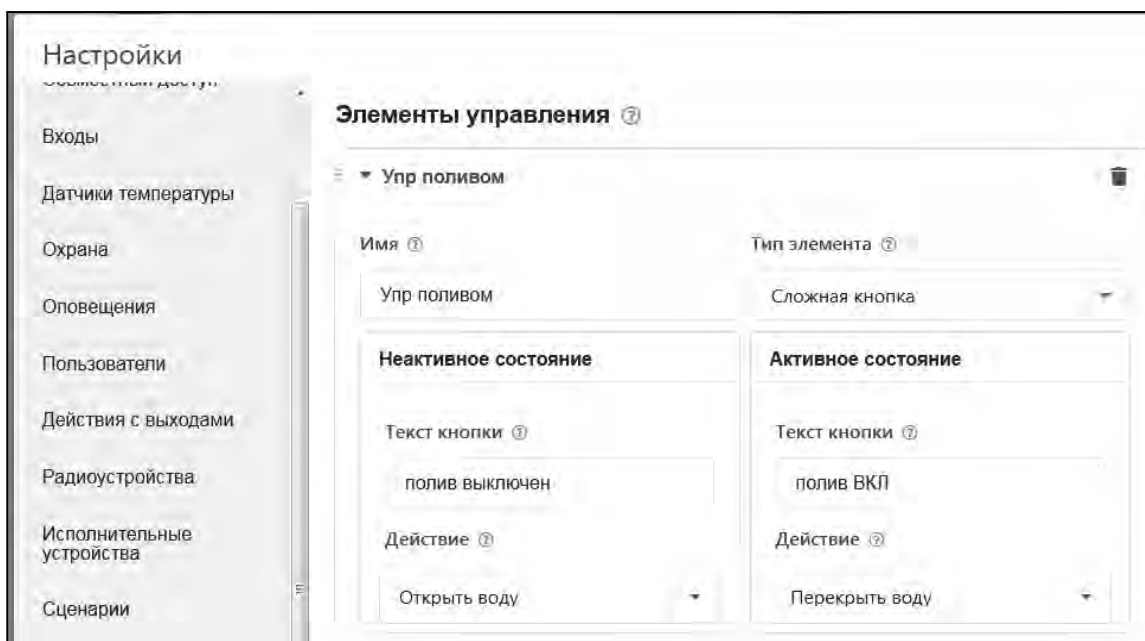 Настройки
Совместный доступ
Входы
Датчики температуры
Охрана
Оповещения
Пользователи
Действия с выходами
Радиоустройства
Исполнительные
устройства
Сценарии
Элементы управления
Упр поливом
Имя
Тип элемента
Упр поливом
Сложная кнопка
Неактивное состояние
Активное состояние
Текст кнопки
Текст кнопки
полив выключен
полив ВКЛ
Действие
Действие
Открыть воду
Перекрыть воду